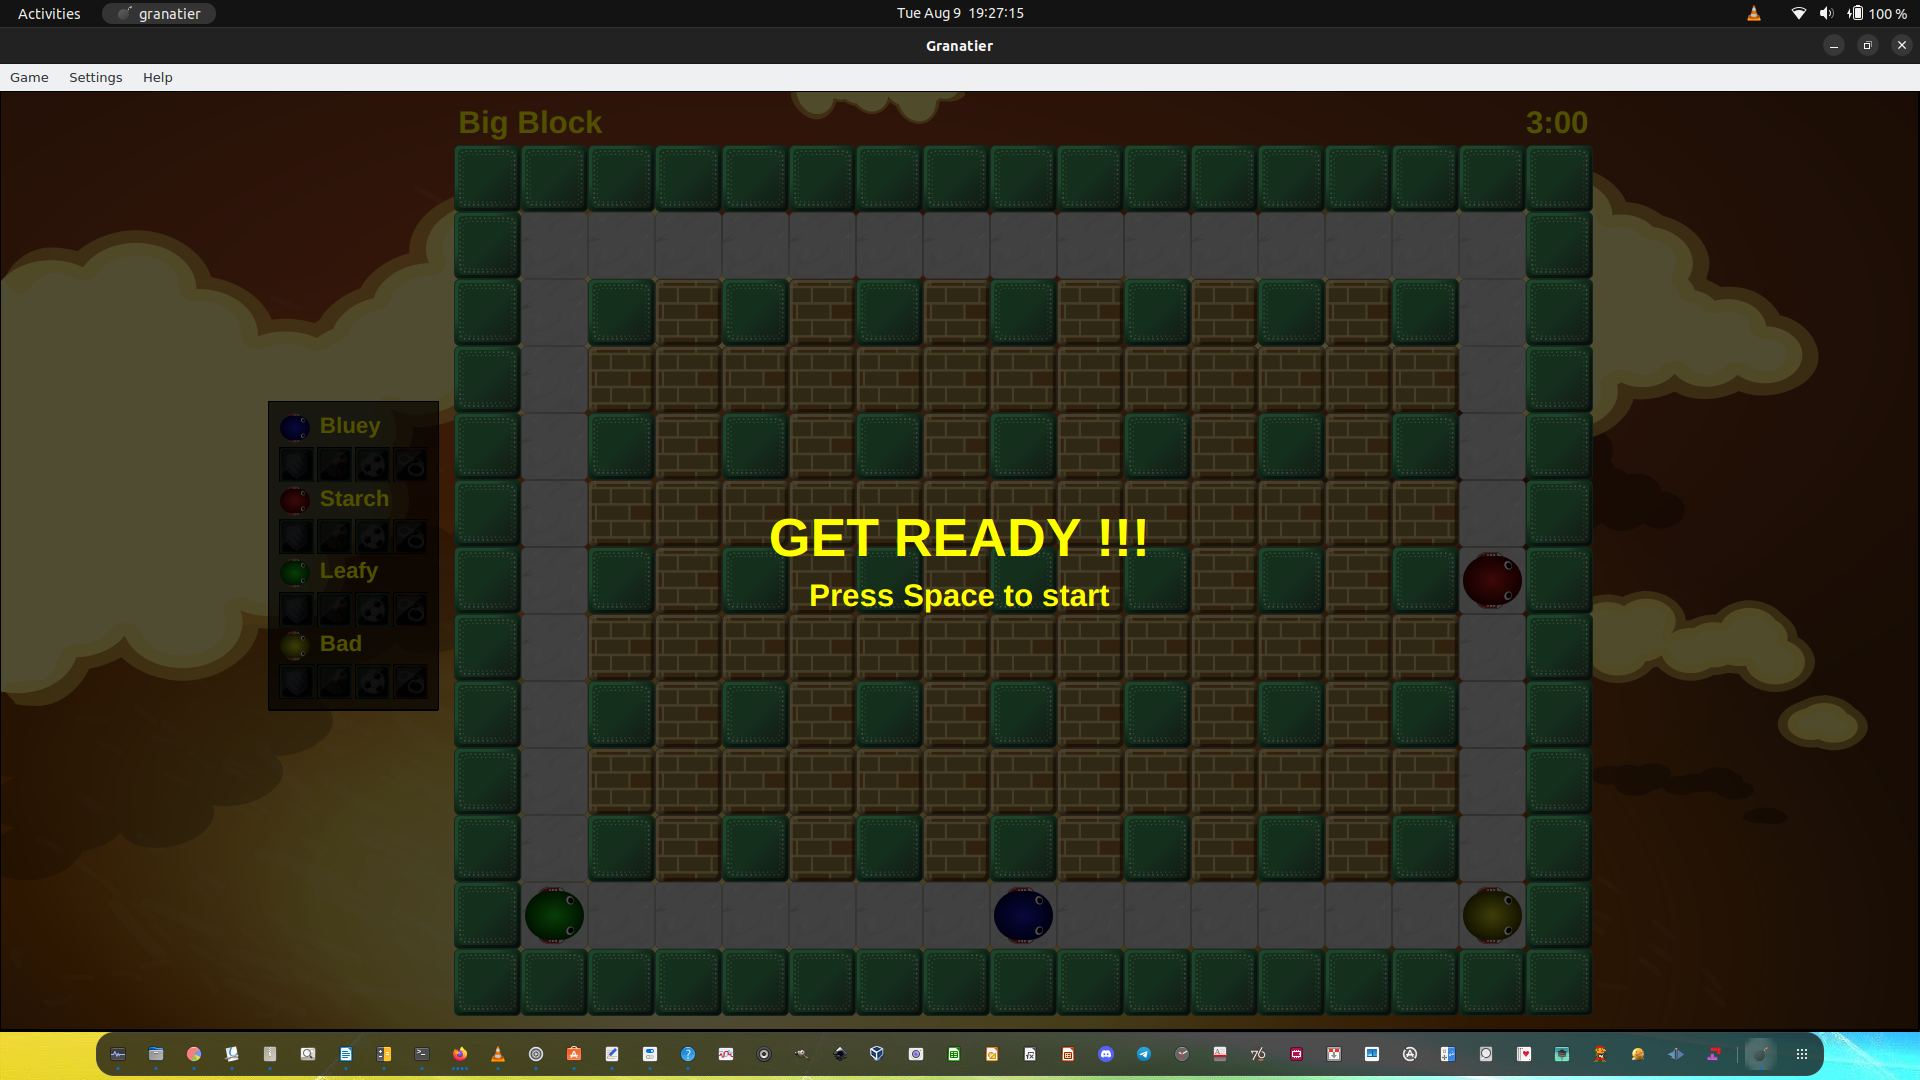 Activities granatier Tue Aug 9 19:27:15 100 %
Granatier
Game Settings Help
Big Block 3:00
Bluey
Starch
Leafy
Bad
GET READY !!!
Press Space to start